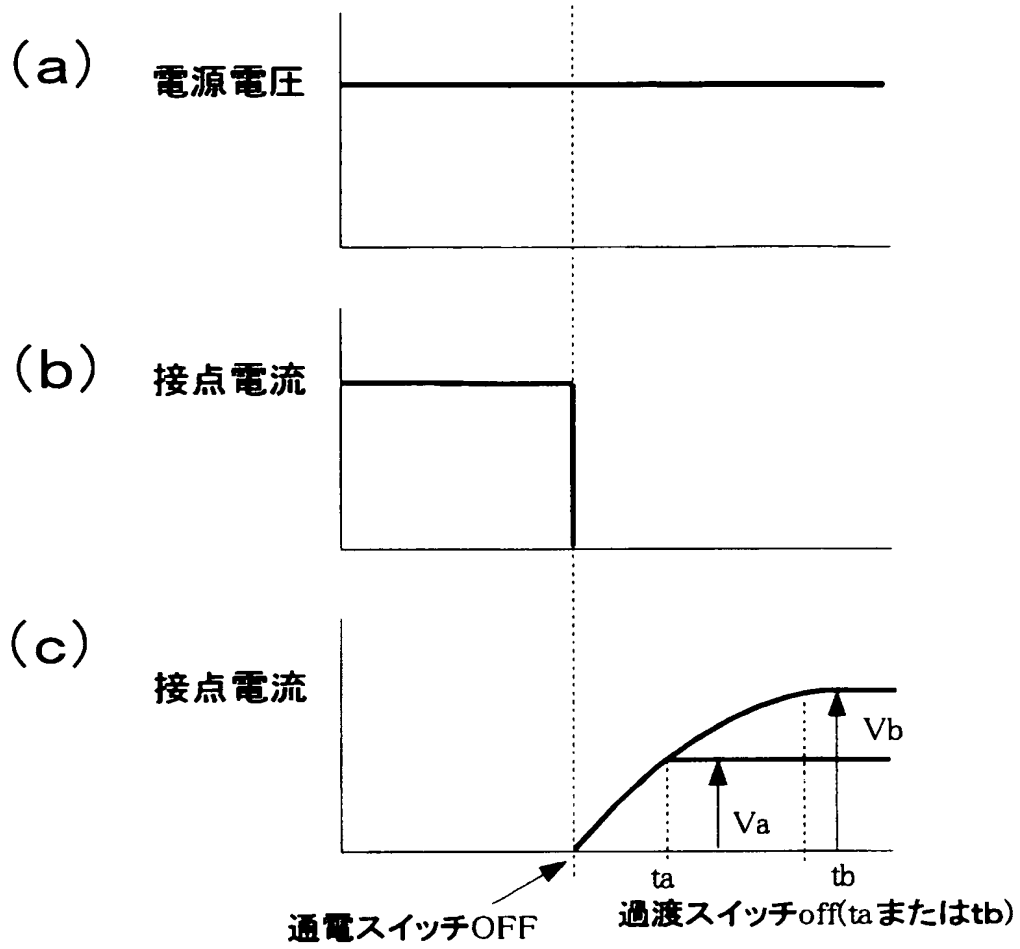 (a) 電源電圧
(b) 接点電流
(c) 接点電流
Vb
Va
ta tb
通電スイッチOFF
過渡スイッチoff(taまたはtb)